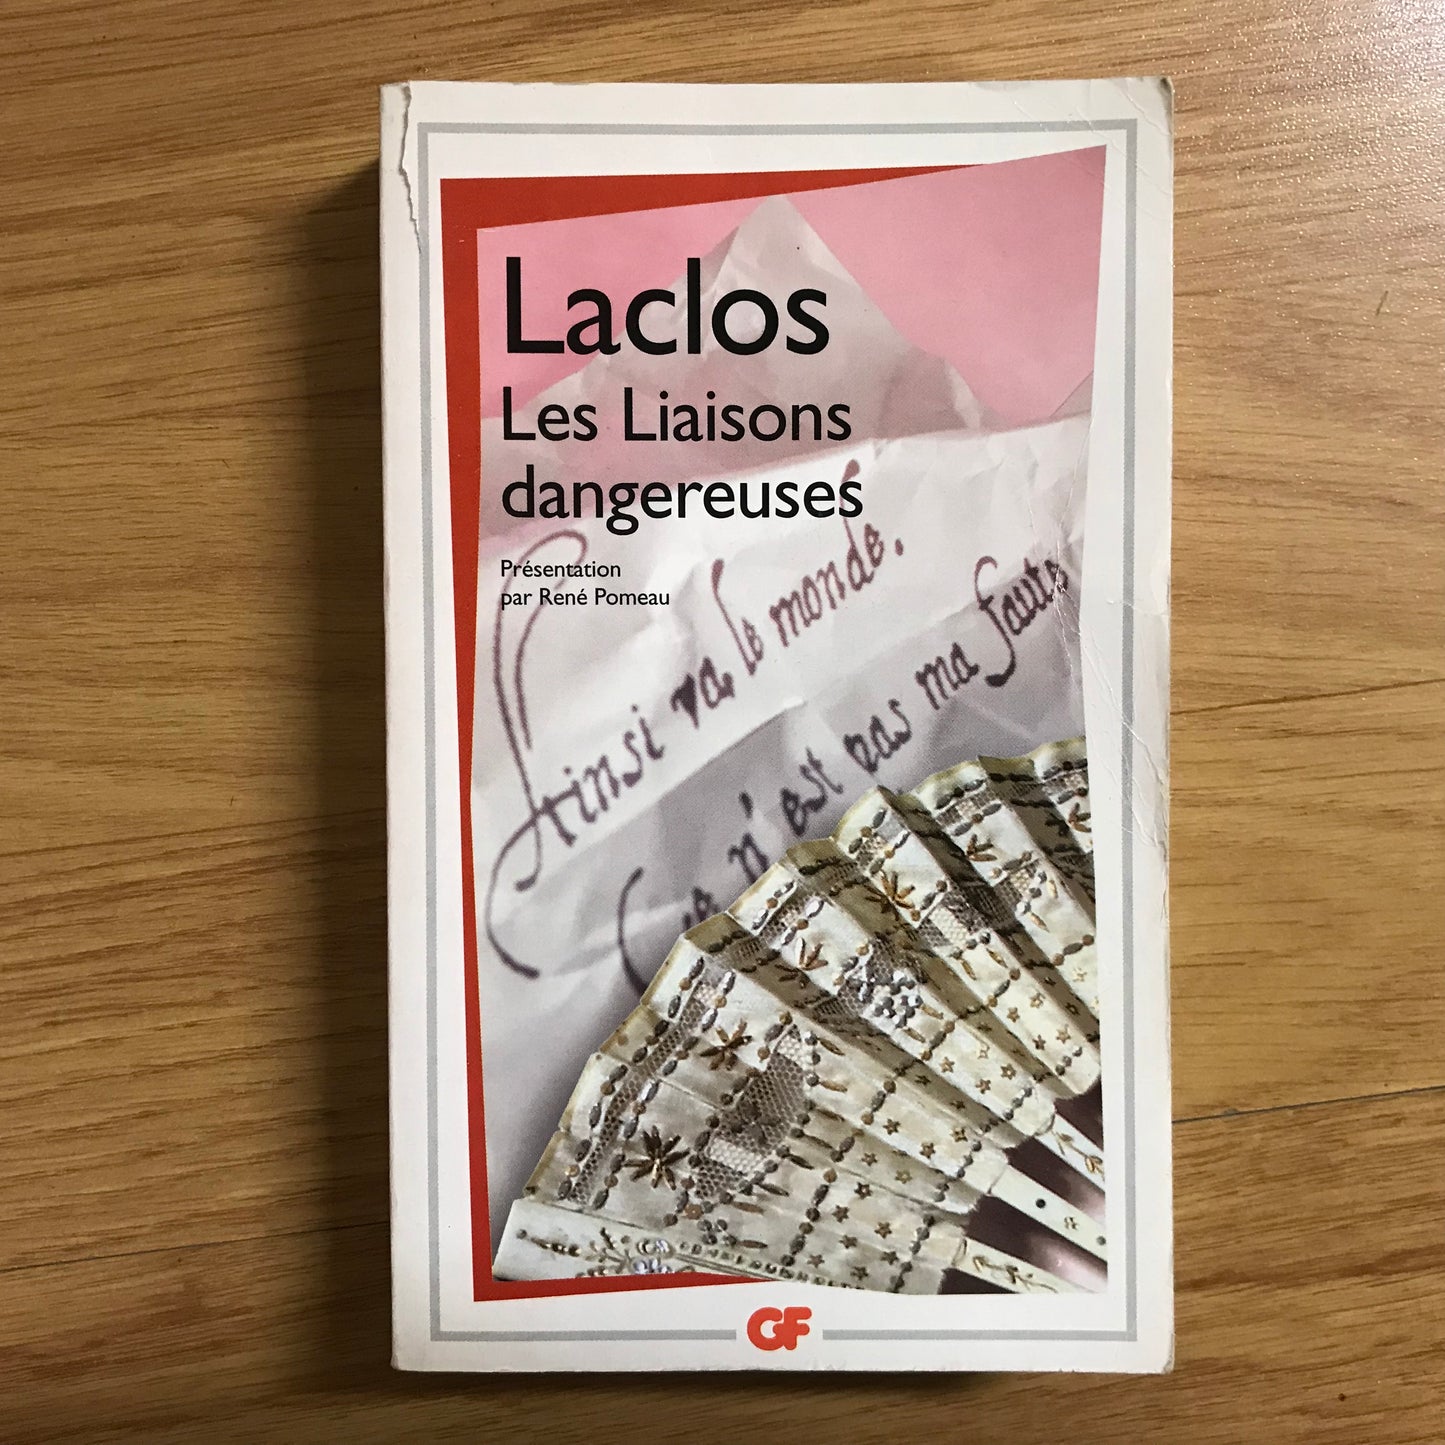 Laclos
Les Liaisons
dangereuses
Présentation
par René Pomeau
Ainsi va le monde.
Ce n'est pas ma faute
GF